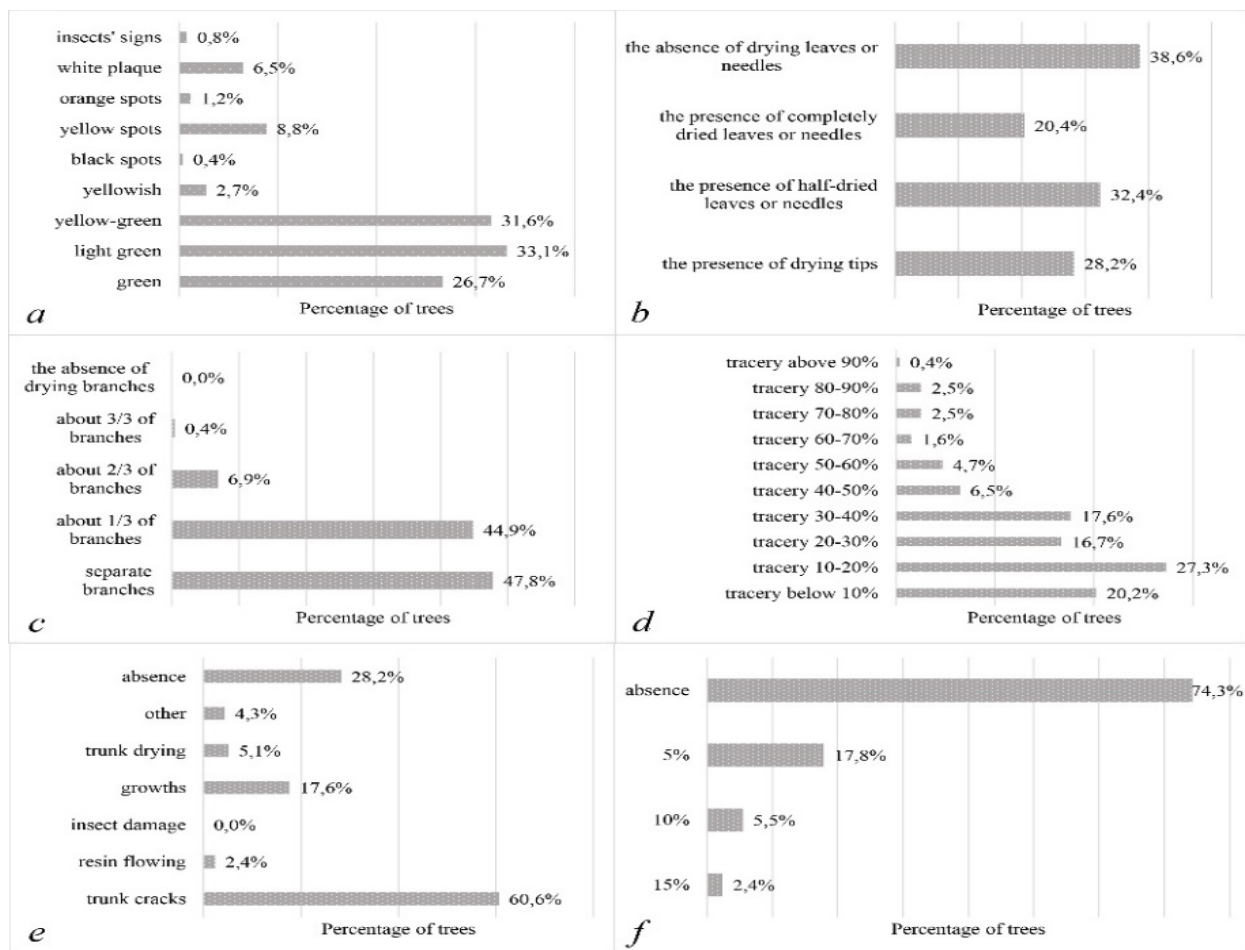 insects' signs 0,8%
white plaque 6,5%
orange spots 1,2%
yellow spots 8,8%
black spots 0,4%
yellowish 2,7%
yellow-green 31,6%
light green 33,1%
green 26,7%
Percentage of trees
a
the absence of drying leaves or
needles
38,6%
the presence of completely
dried leaves or needles
20,4%
the presence of half-dried
leaves or needles
32,4%
the presence of drying tips 28,2%
Percentage of trees
b
the absence of
drying branches
0,0%
about 3/3 of
branches
0,4%
about 2/3 of
branches
6,9%
about 1/3 of
branches
44,9%
separate
branches
47,8%
Percentage of trees
c
tracery above 90% 0,4%
tracery 80-90% 2,5%
tracery 70-80% 2,5%
tracery 60-70% 1,6%
tracery 50-60% 4,7%
tracery 40-50% 6,5%
tracery 30-40% 17,6%
tracery 20-30% 16,7%
tracery 10-20% 27,3%
tracery below 10% 20,2%
Percentage of trees
d
absence 28,2%
other 4,3%
trunk drying 5,1%
growths 17,6%
insect damage 0,0%
resin flowing 2,4%
trunk cracks 60,6%
Percentage of trees
e
absence 74,3%
5% 17,8%
10% 5,5%
15% 2,4%
Percentage of trees
f